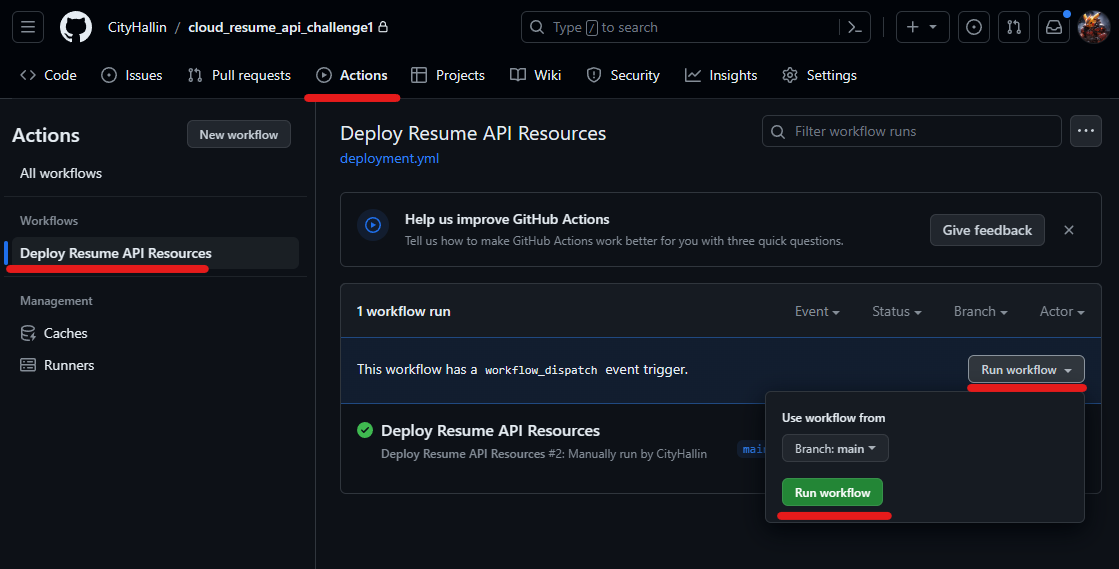 CityHallin / cloud_resume_api_challenge1
Type / to search
Code
Issues
Pull requests
Actions
Projects
Wiki
Security
Insights
Settings
Actions
New workflow
All workflows
Workflows
Deploy Resume API Resources
Management
Caches
Runners
Deploy Resume API Resources
Filter workflow runs
deployment.yml
Help us improve GitHub Actions
Tell us how to make GitHub Actions work better for you with three quick questions.
Give feedback
1 workflow run
Event
Status
Branch
Actor
This workflow has a workflow_dispatch event trigger.
Run workflow
Use workflow from
Branch: main
Run workflow
Deploy Resume API Resources
Deploy Resume API Resources #2: Manually run by CityHallin
main